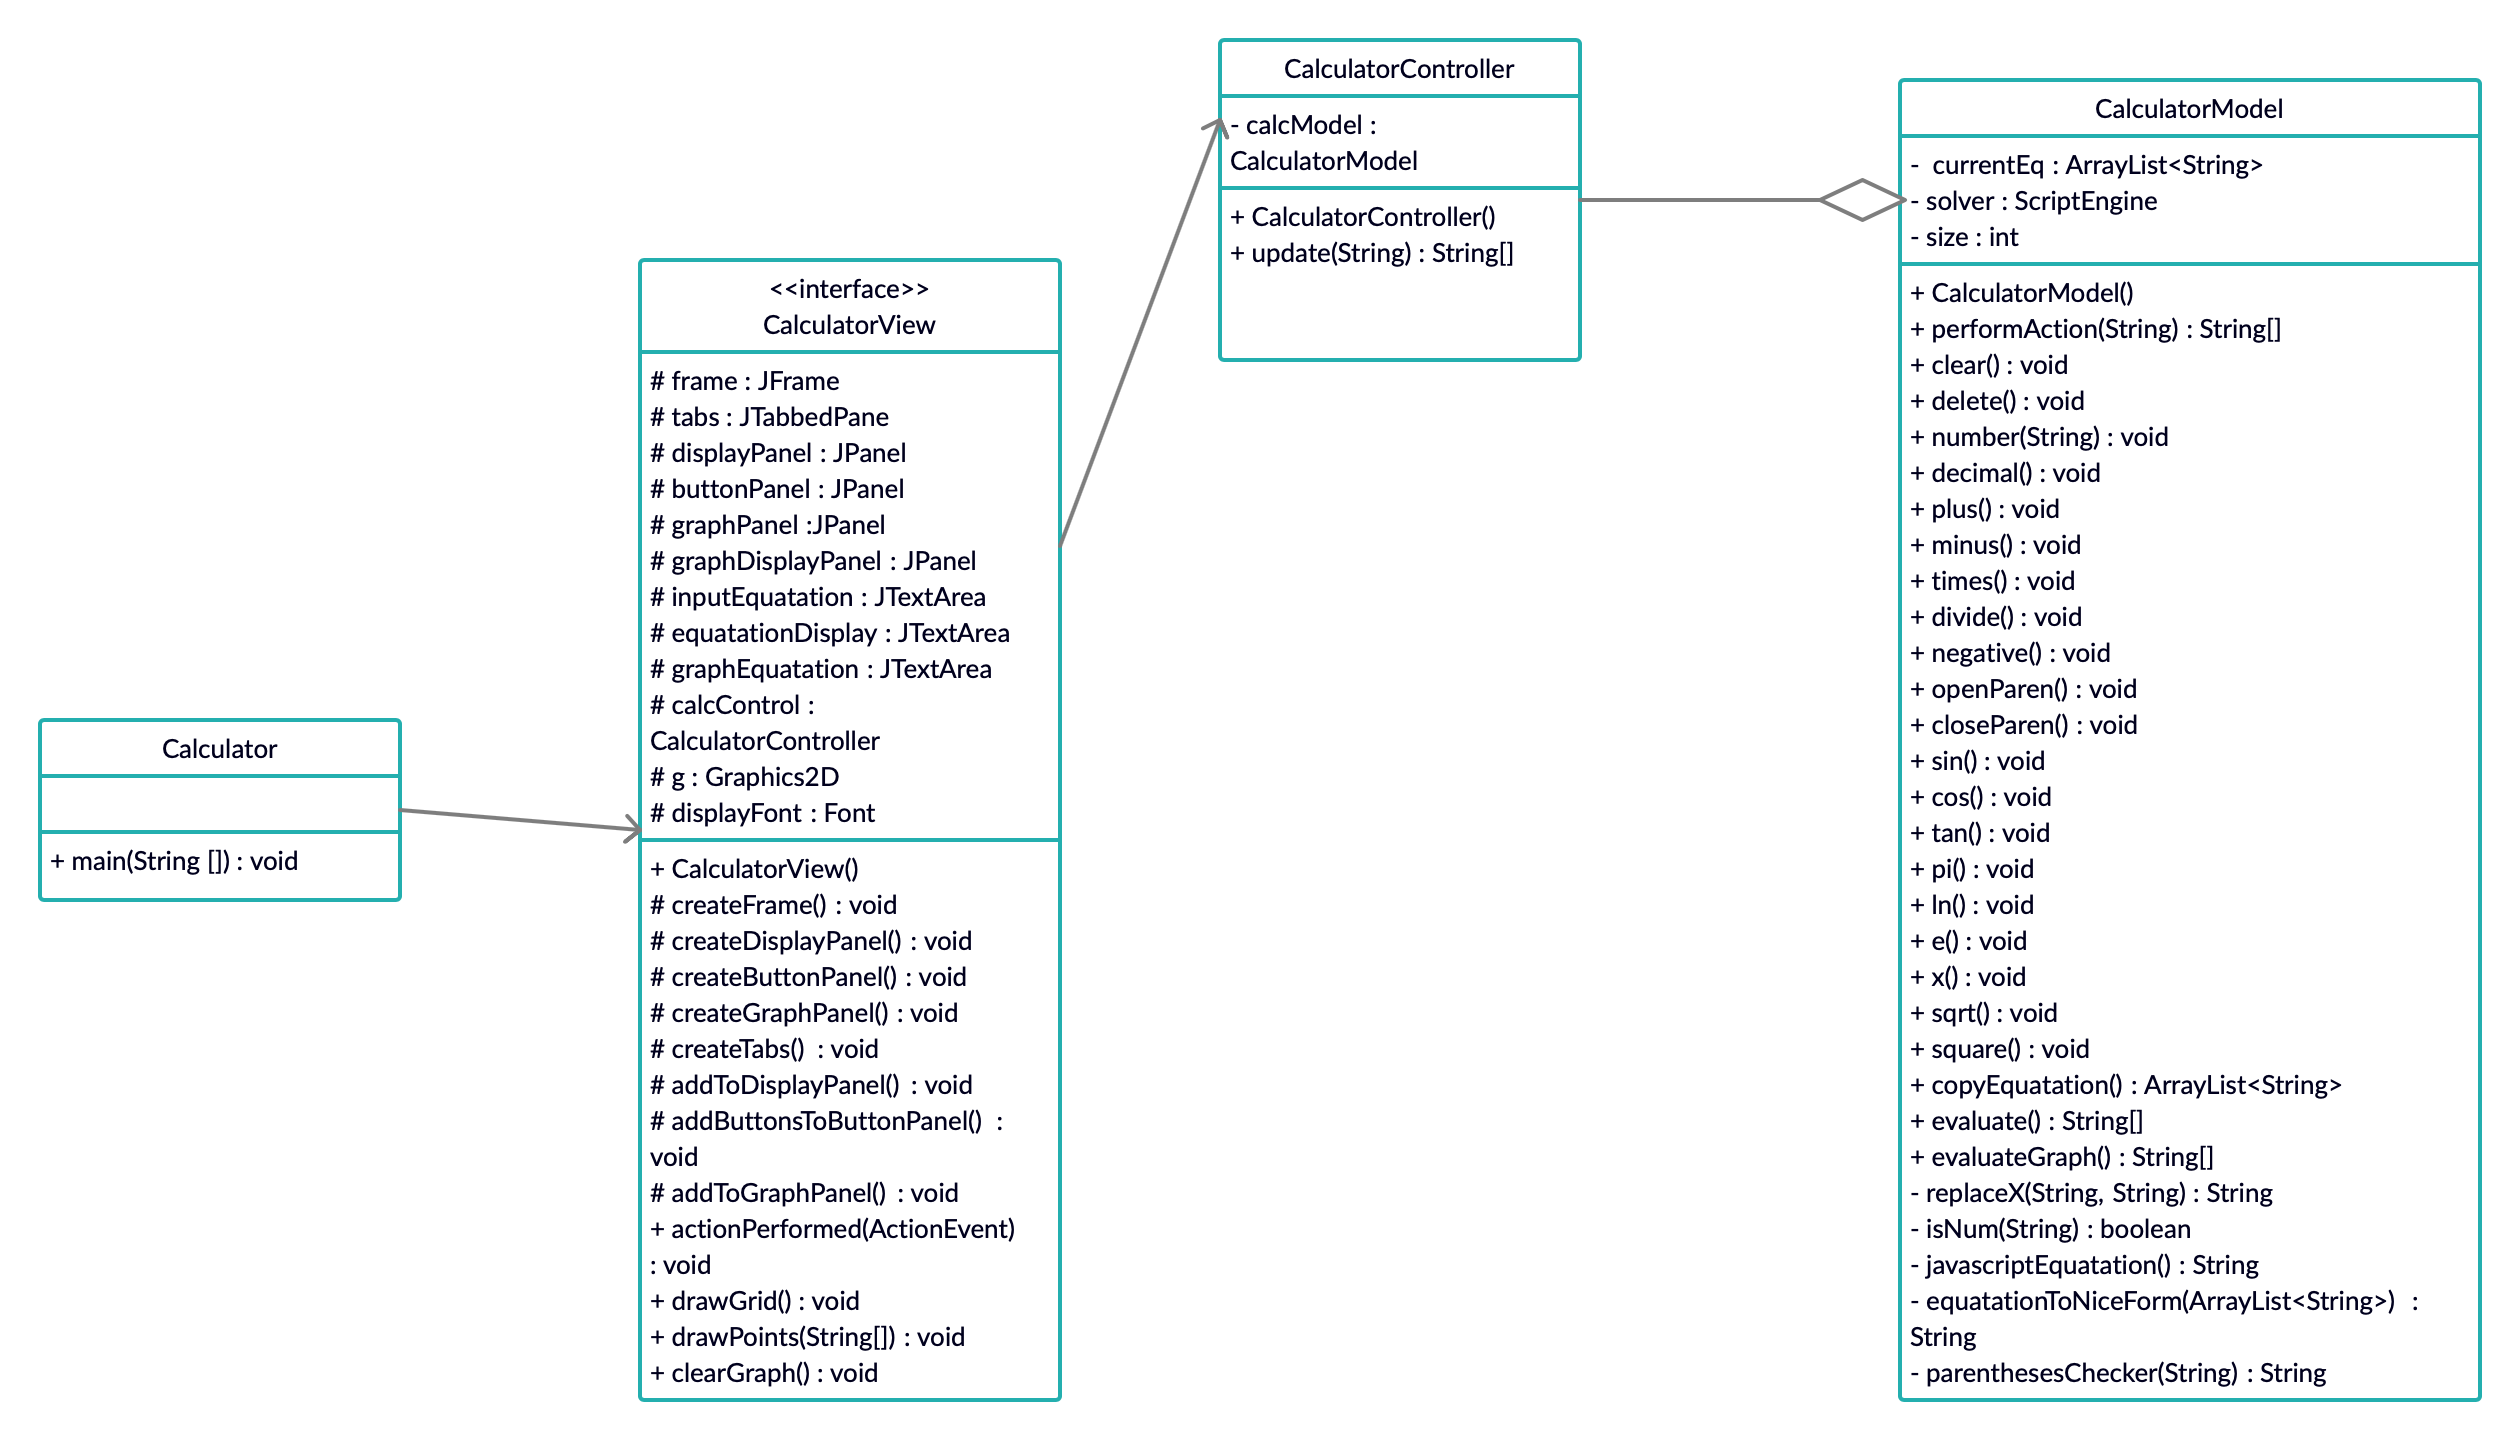 Calculator
+ main(String []) : void
<<interface>>
CalculatorView
# frame : JFrame
# tabs : JTabbedPane
# displayPanel : JPanel
# buttonPanel : JPanel
# graphPanel :JPanel
# graphDisplayPanel : JPanel
# inputEquatation : JTextArea
# equatationDisplay : JTextArea
# graphEquatation : JTextArea
# calcControl :
CalculatorController
# g : Graphics2D
# displayFont : Font
+ CalculatorView()
# createFrame() : void
# createDisplayPanel() : void
# createButtonPanel() : void
# createGraphPanel() : void
# createTabs() : void
# addToDisplayPanel() : void
# addButtonsToButtonPanel() :
void
# addToGraphPanel() : void
+ actionPerformed(ActionEvent)
: void
+ drawGrid() : void
+ drawPoints(String[]) : void
+ clearGraph() : void
CalculatorController
- calcModel :
CalculatorModel
+ CalculatorController()
+ update(String) : String[]
CalculatorModel
- currentEq : ArrayList<String>
- solver : ScriptEngine
- size : int
+ CalculatorModel()
+ performAction(String) : String[]
+ clear() : void
+ delete() : void
+ number(String) : void
+ decimal() : void
+ plus() : void
+ minus() : void
+ times() : void
+ divide() : void
+ negative() : void
+ openParen() : void
+ closeParen() : void
+ sin() : void
+ cos() : void
+ tan() : void
+ pi() : void
+ ln() : void
+ e() : void
+ x() : void
+ sqrt() : void
+ square() : void
+ copyEquatation() : ArrayList<String>
+ evaluate() : String[]
+ evaluateGraph() : String[]
- replaceX(String, String) : String
- isNum(String) : boolean
- javascriptEquatation() : String
- equatationToNiceForm(ArrayList<String>) :
String
- parenthesesChecker(String) : String